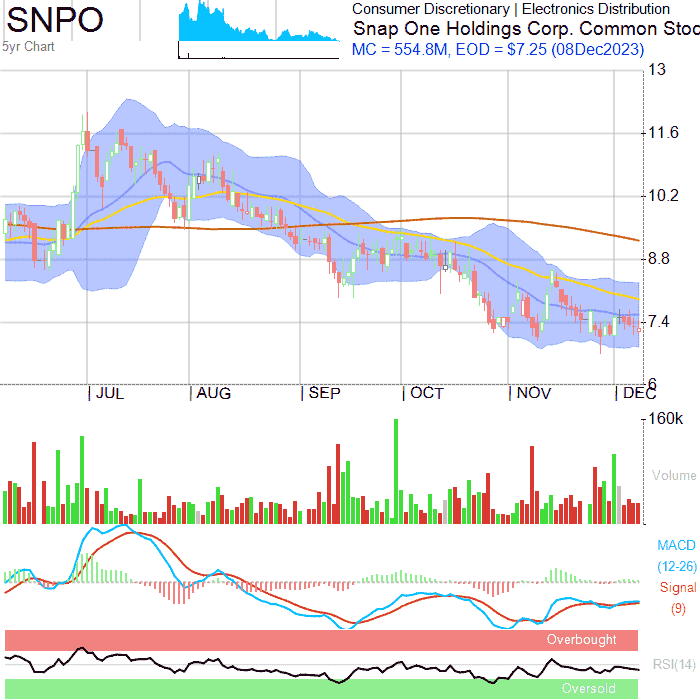 SNPO
5yr Chart
Consumer Discretionary | Electronics Distribution
Snap One Holdings Corp. Common Stoc
MC = 554.8M, EOD = $7.25 (08Dec2023)
13
11.6
10.2
8.8
7.4
6
JUL AUG SEP OCT NOV DEC
160k
Volume
MACD
(12-26)
Signal
(9)
Overbought
RSI(14)
Oversold